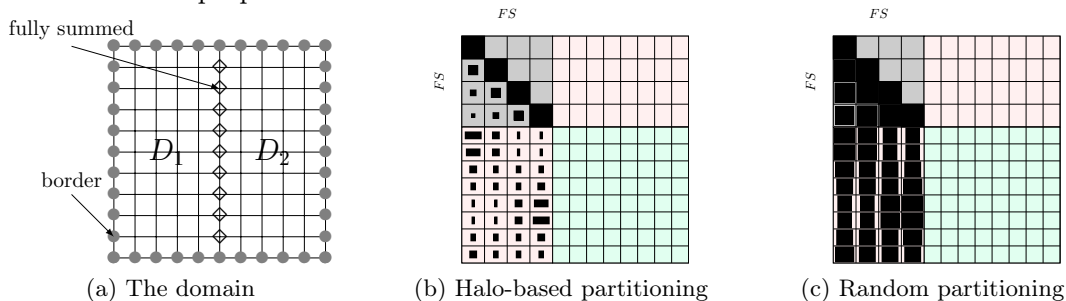 fully summed
border
D1
D2
FS
FS
FS
FS
(a) The domain
(b) Halo-based partitioning
(c) Random partitioning